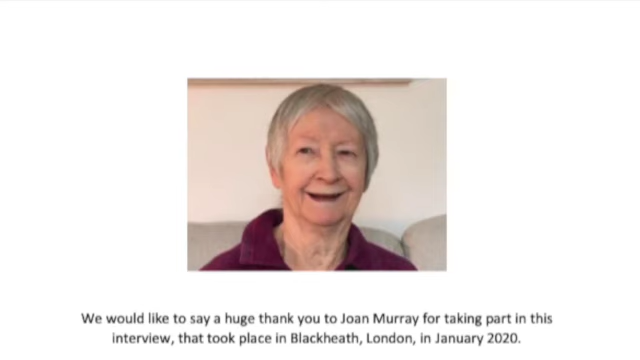 We would like to say a huge thank you to Joan Murray for taking part in this
interview, that took place in Blackheath, London, in January 2020.